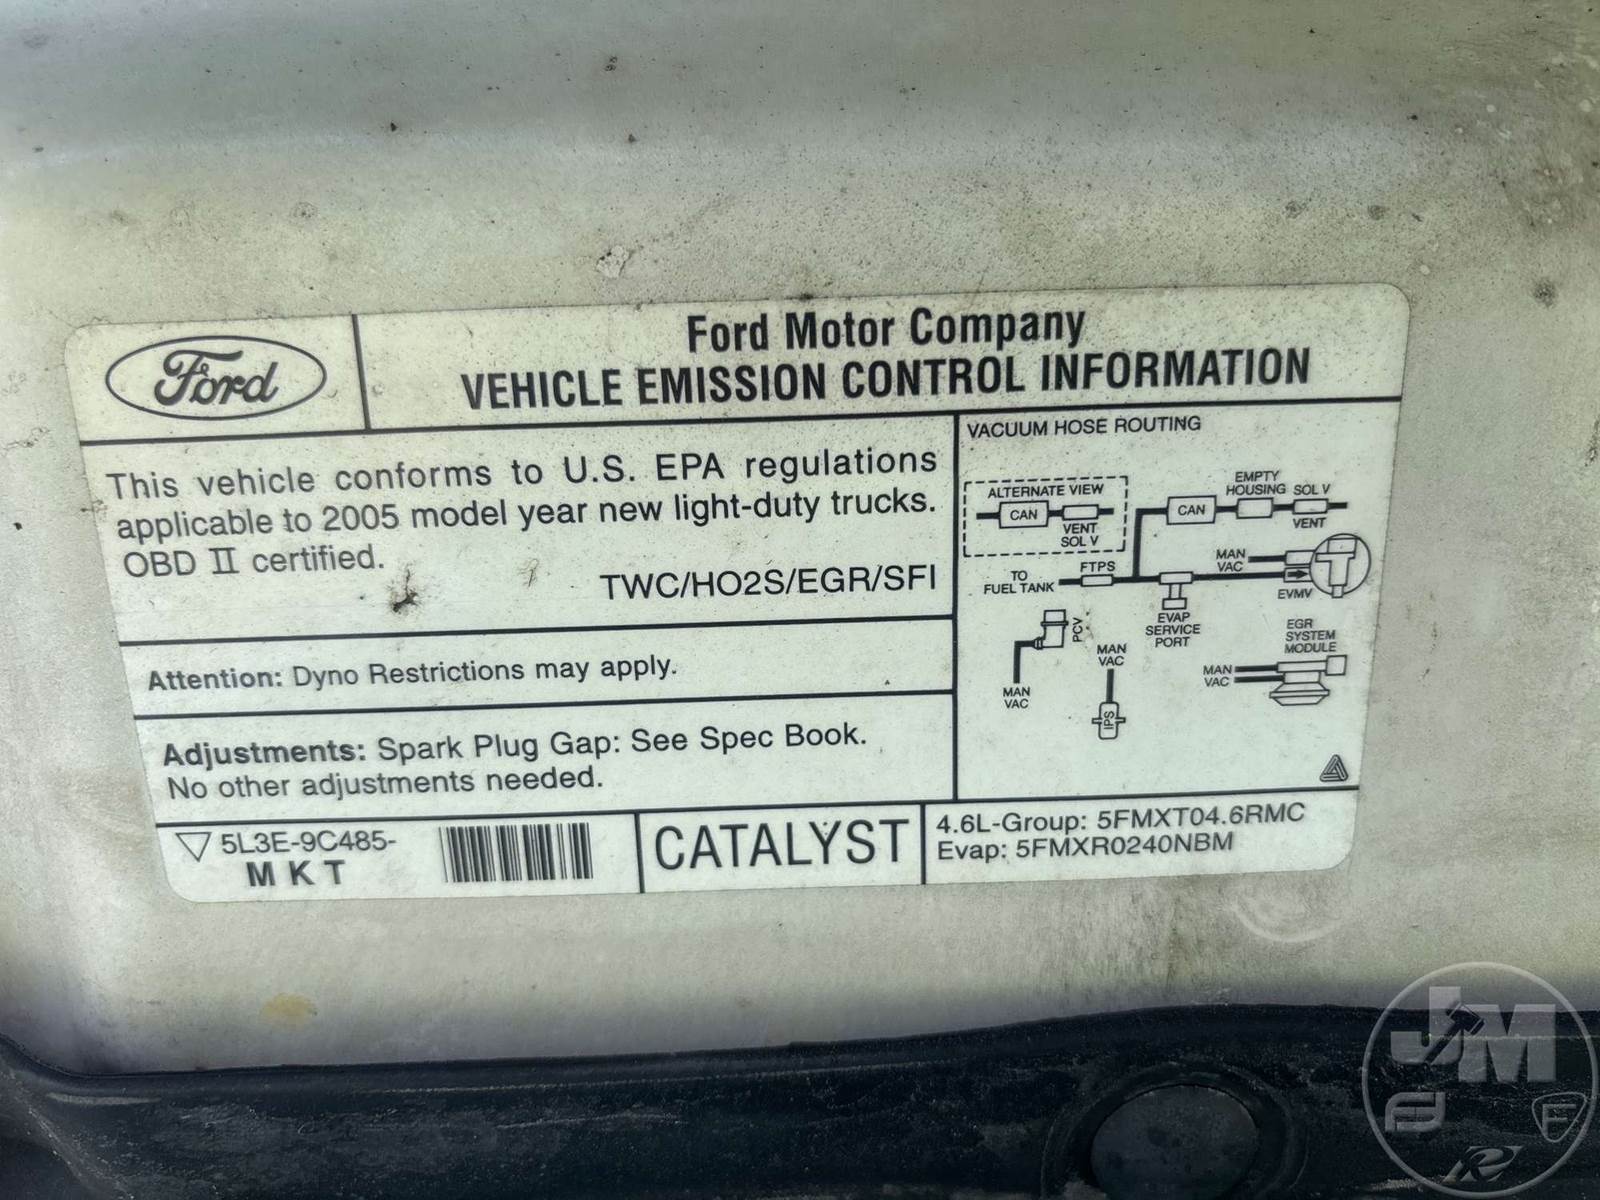 Ford
Ford Motor Company
VEHICLE EMISSION CONTROL INFORMATION
This vehicle conforms to U.S. EPA regulations
applicable to 2005 model year new light-duty trucks.
OBD II certified.
TWC/HO2S/EGR/SFI
Attention: Dyno Restrictions may apply.
Adjustments: Spark Plug Gap: See Spec Book.
No other adjustments needed.
5L3E-9C485-
M K T
CATALYST
4.6L-Group: 5FMXT04.6RMC
Evap: 5FMXR0240NBM
VACUUM HOSE ROUTING
ALTERNATE VIEW
CAN
VENT
SOL V
CAN
EMPTY
HOUSING
SOL V
VENT
TO
FUEL TANK
FTPS
MAN
VAC
EVMV
EVAP
SERVICE
PORT
PCV
MAN
VAC
MAN
VAC
IPS
EGR
SYSTEM
MODULE
MAN
VAC
JM
F
R